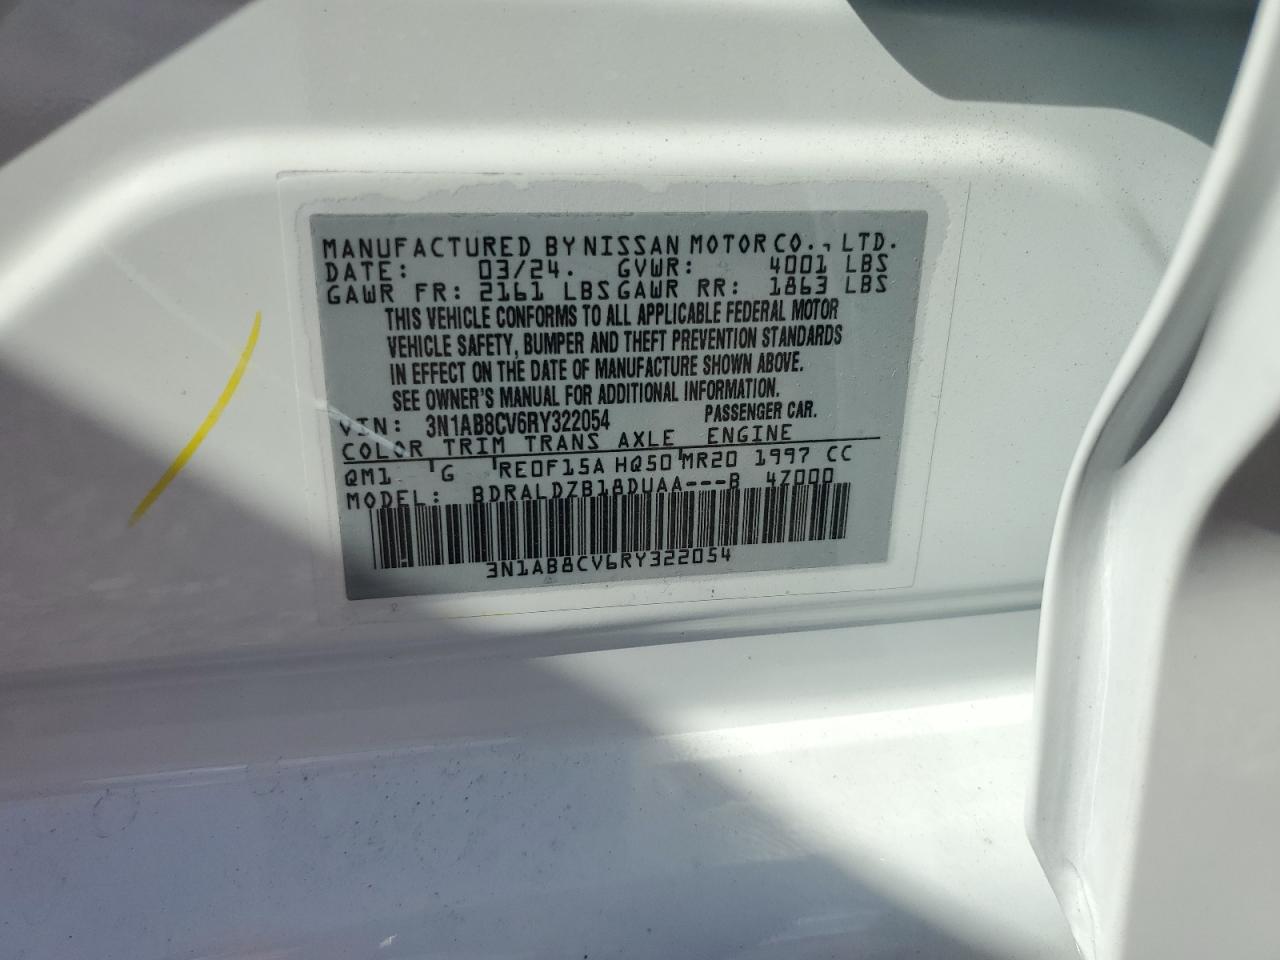 MANUFACTURED BY NISSAN MOTOR CO., LTD.
DATE: 03/24. GVWR: 4001 LBS
GAWR FR: 2161 LBS GAWR RR: 1863 LBS
THIS VEHICLE CONFORMS TO ALL APPLICABLE FEDERAL MOTOR
VEHICLE SAFETY, BUMPER AND THEFT PREVENTION STANDARDS
IN EFFECT ON THE DATE OF MANUFACTURE SHOWN ABOVE.
SEE OWNER'S MANUAL FOR ADDITIONAL INFORMATION.
VIN: 3N1AB8CV6RY322054 PASSENGER CAR.
COLOR TRIM TRANS AXLE ENGINE
QM1 G RE0F15A HQ50 MR20 1997 CC
MODEL: BDRALDZB18DUAA---B 47000
3N1AB8CV6RY322054